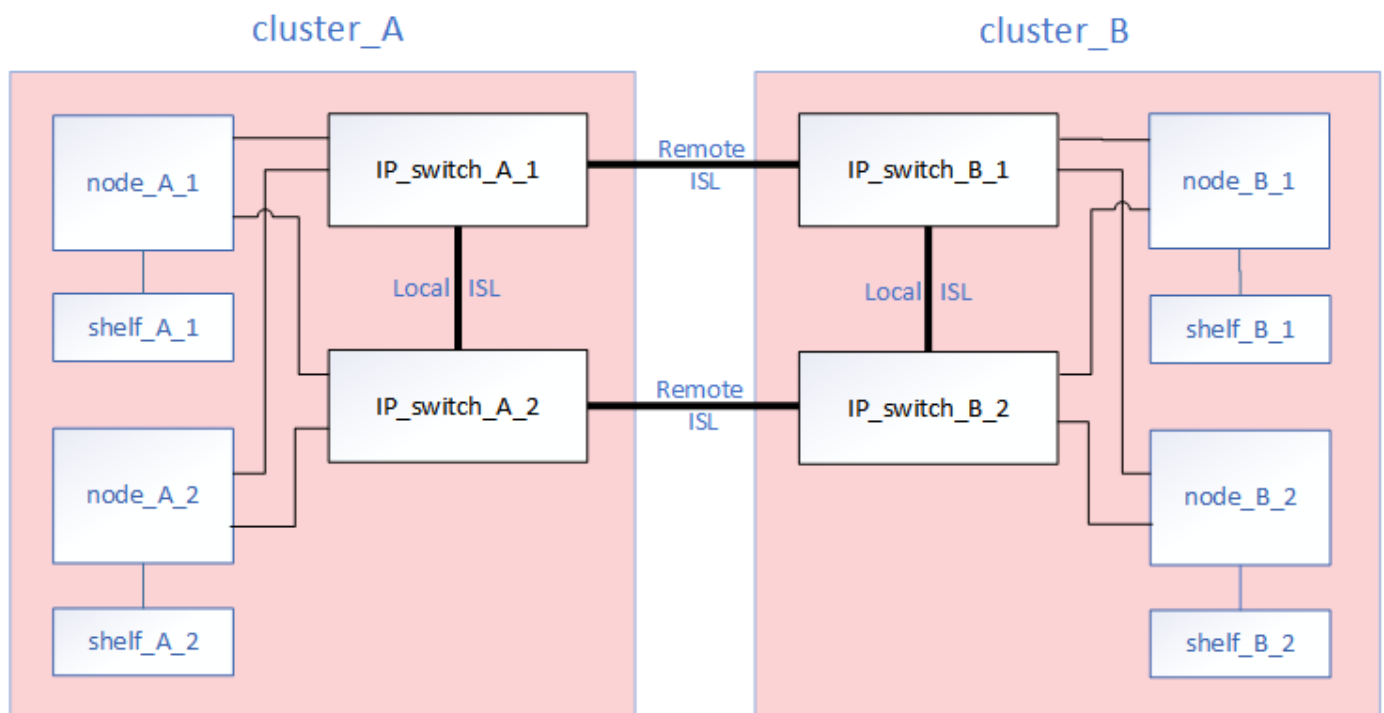 cluster_A
cluster_B
node_A_1
IP_switch_A_1
Remote
ISL
IP_switch_B_1
node_B_1
shelf_A_1
Local ISL
Local ISL
shelf_B_1
IP_switch_A_2
Remote
ISL
IP_switch_B_2
node_A_2
node_B_2
shelf_A_2
shelf_B_2